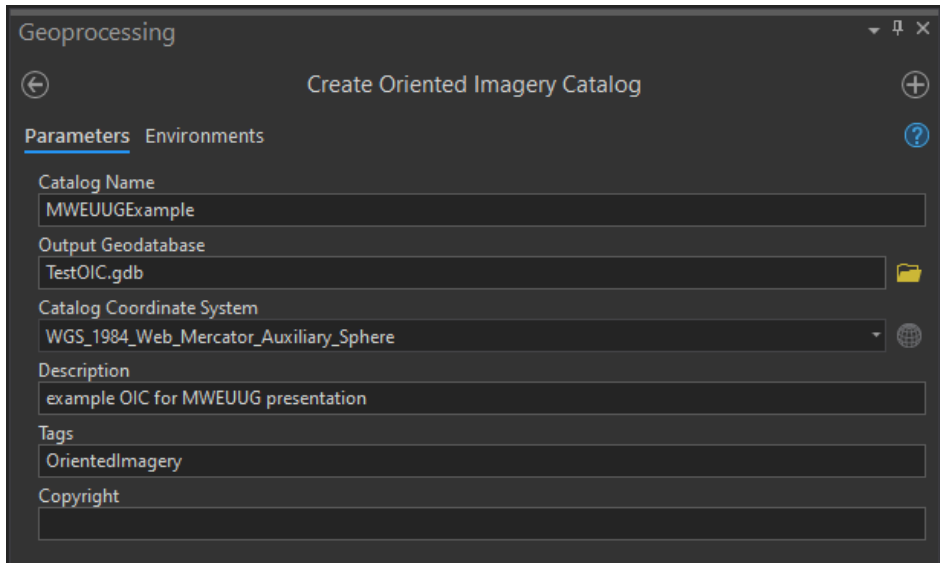 Geoprocessing
Create Oriented Imagery Catalog
Parameters Environments
Catalog Name
MWEUUGExample
Output Geodatabase
TestOIC.gdb
Catalog Coordinate System
WGS_1984_Web_Mercator_Auxiliary_Sphere
Description
example OIC for MWEUUG presentation
Tags
OrientedImagery
Copyright